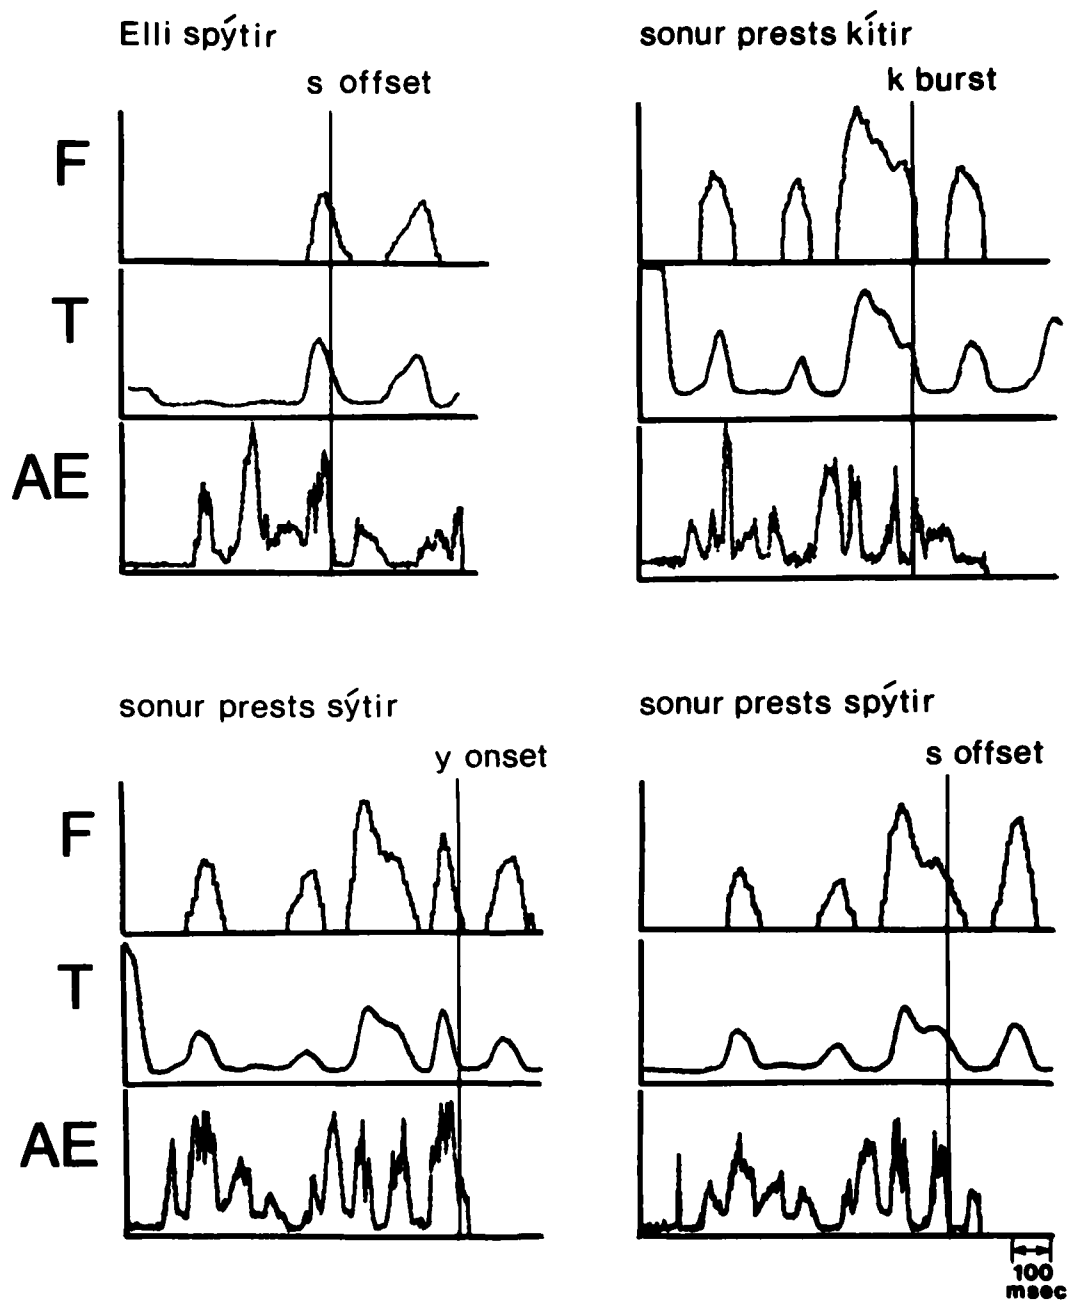 Elli spýtir
s offset
F
T
AE
sonur prests kítir
k burst
sonur prests sýtir
y onset
F
T
AE
sonur prests spýtir
s offset
100
msec